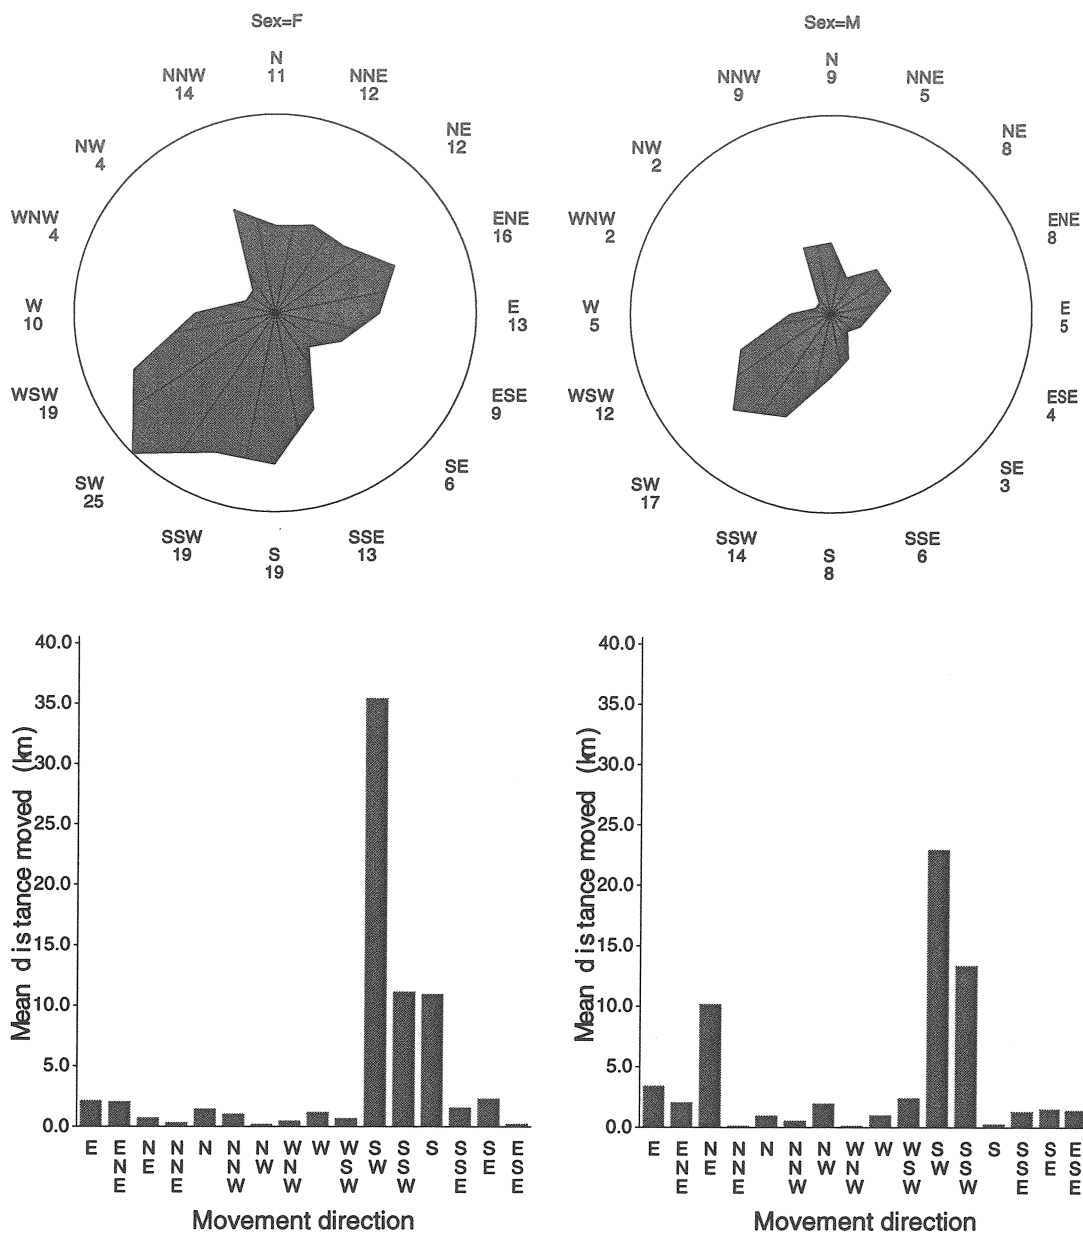 Sex=F
N
11
NNW
14
NNE
12
NW
4
NE
12
WNW
4
ENE
16
W
10
E
13
WSW
19
ESE
9
SW
25
SE
6
SSW
19
S
19
SSE
13
Sex=M
N
9
NNW
9
NNE
5
NW
2
NE
8
WNW
2
ENE
8
W
5
E
5
WSW
12
ESE
4
SW
17
SE
3
SSW
14
S
8
SSE
6
Mean distance moved (km)
40.0
35.0
30.0
25.0
20.0
15.0
10.0
5.0
0.0
E ENE NE NNE N NNW NW WNW W WSW SW SSW S SSE SE ESE
Movement direction
Mean distance moved (km)
40.0
35.0
30.0
25.0
20.0
15.0
10.0
5.0
0.0
E ENE NE NNE N NNW NW WNW W WSW SW SSW S SSE SE ESE
Movement direction